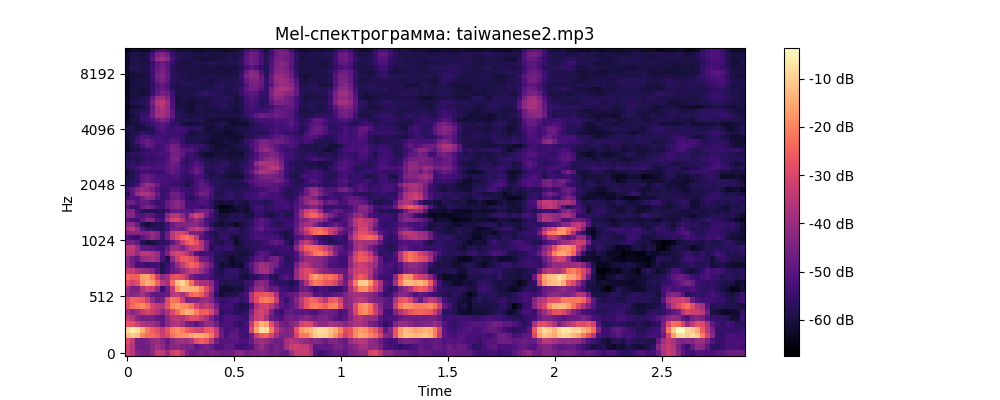 Mel-спектрограмма: taiwanese2.mp3
Hz
8192
4096
2048
1024
512
0
0 0.5 1 1.5 2 2.5
Time
-10 dB
-20 dB
-30 dB
-40 dB
-50 dB
-60 dB